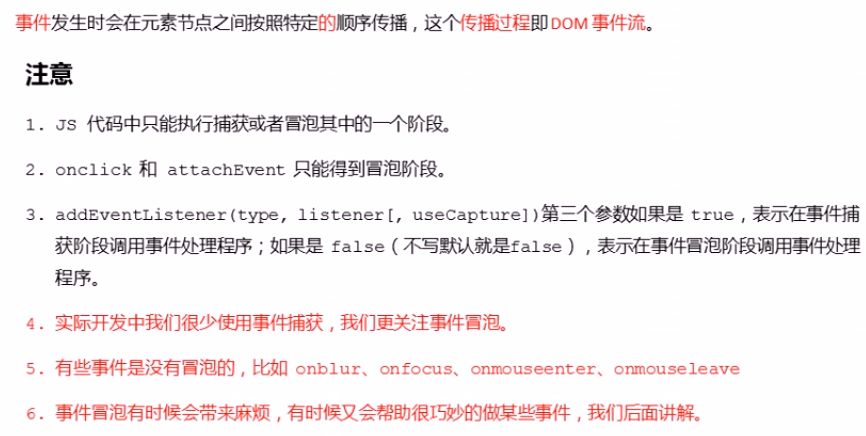 事件发生时会在元素节点之间按照特定的顺序传播，这个传播过程即DOM 事件流。
注意
1. JS 代码中只能执行捕获或者冒泡其中的一个阶段。
2. onclick 和 attachEvent 只能得到冒泡阶段。
3. addEventListener(type, listener[, useCapture])第三个参数如果是 true，表示在事件捕
获阶段调用事件处理程序；如果是 false（不写默认就是false），表示在事件冒泡阶段调用事件处理
程序。
4. 实际开发中我们很少使用事件捕获，我们更关注事件冒泡。
5. 有些事件是没有冒泡的，比如 onblur、onfocus、onmouseenter、onmouseleave
6. 事件冒泡有时候会带来麻烦，有时候又会帮助很巧妙的做某些事件，我们后面讲解。